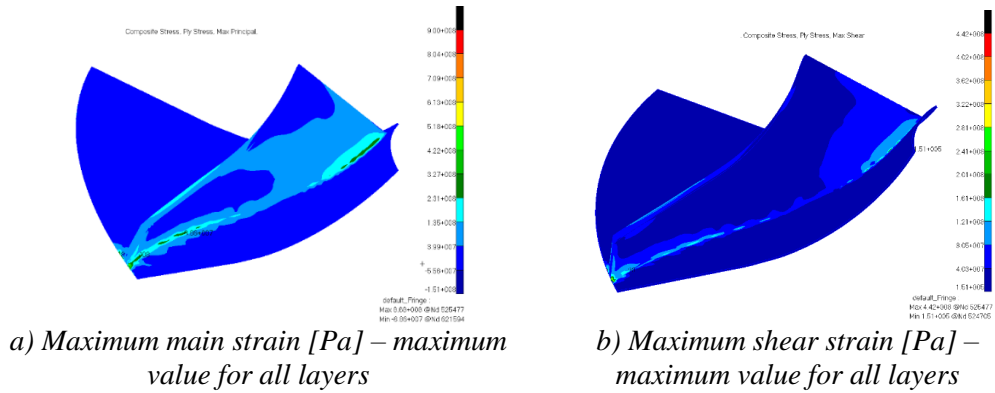 Composite Stress, Ply Stress, Max Principal,
9.00+008
8.04+008
7.09+008
6.13+008
5.18+008
4.22+008
3.27+008
2.31+008
1.35+008
3.99+007
-5.56+007
-1.51+008
default_Fringe :
Max 8.68+008 @Nd 525477
Min -6.86+007 @Nd 621594
Composite Stress, Ply Stress, Max Shear
4.42+008
4.02+008
3.62+008
3.22+008
2.81+008
2.41+008
2.01+008
1.61+008
1.21+008
8.05+007
4.03+007
1.51+005
.51+005
default_Fringe
Max 4.42+008 @Nd 525477
Min 1.51+005 @Nd 524705
a) Maximum main strain [Pa] – maximum
value for all layers
b) Maximum shear strain [Pa] –
maximum value for all layers